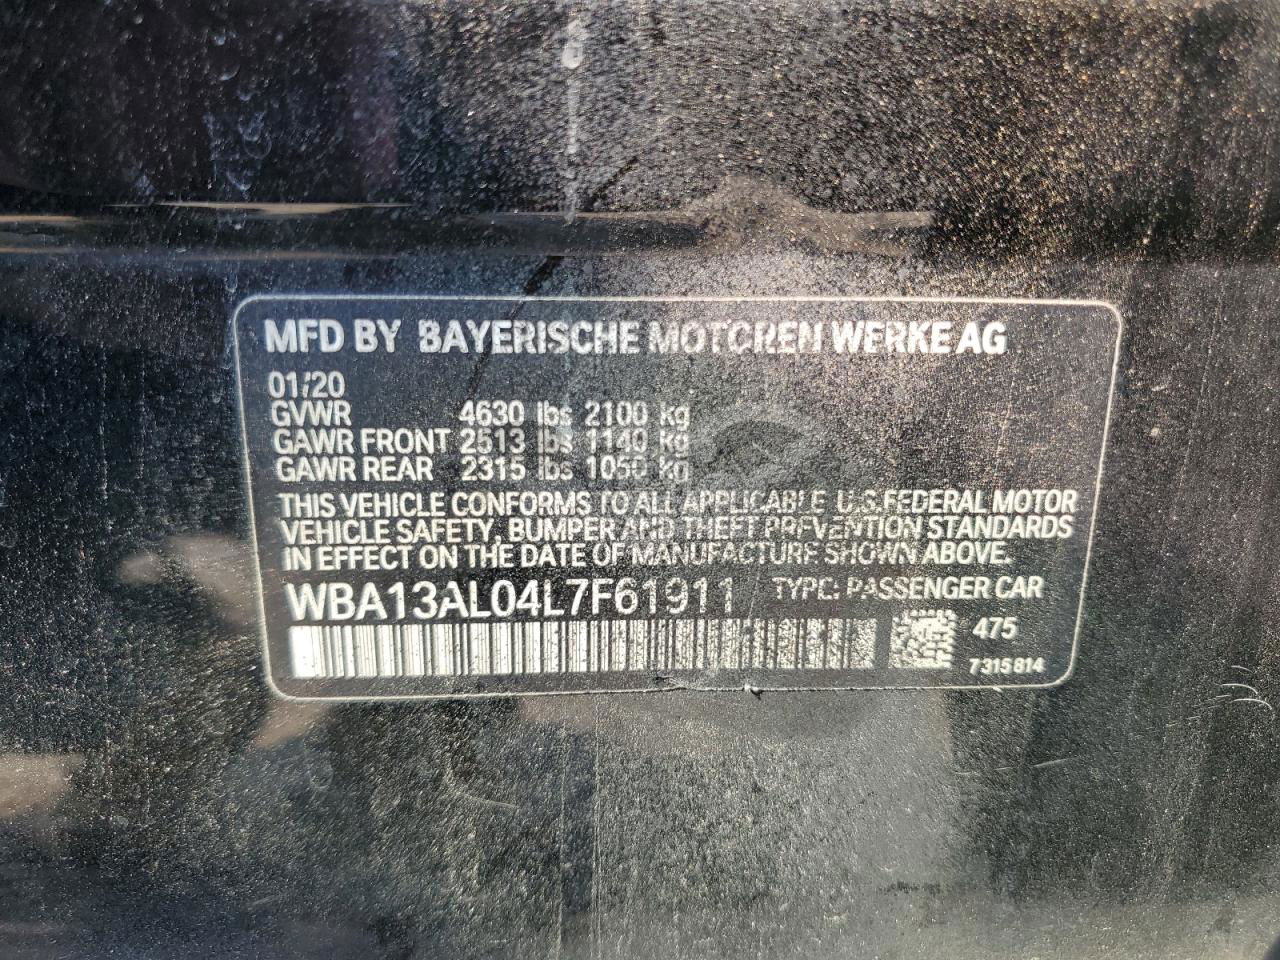 MFD BY BAYERISCHE MOTOREN WERKE AG
01/20
GVWR 4630 lbs 2100 kg
GAWR FRONT 2513 lbs 1140 kg
GAWR REAR 2315 lbs 1050 kg
THIS VEHICLE CONFORMS TO ALL APPLICABLE U.S. FEDERAL MOTOR
VEHICLE SAFETY, BUMPER AND THEFT PREVENTION STANDARDS
IN EFFECT ON THE DATE OF MANUFACTURE SHOWN ABOVE.
WBA13AL04L7F61911 TYPE: PASSENGER CAR
475
7315814